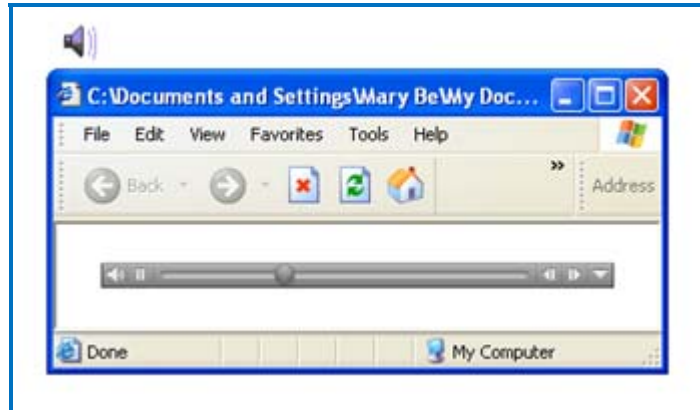 C:\Documents and Settings\Mary Be\My Doc...
File Edit View Favorites Tools Help
Back » Address
Done My Computer